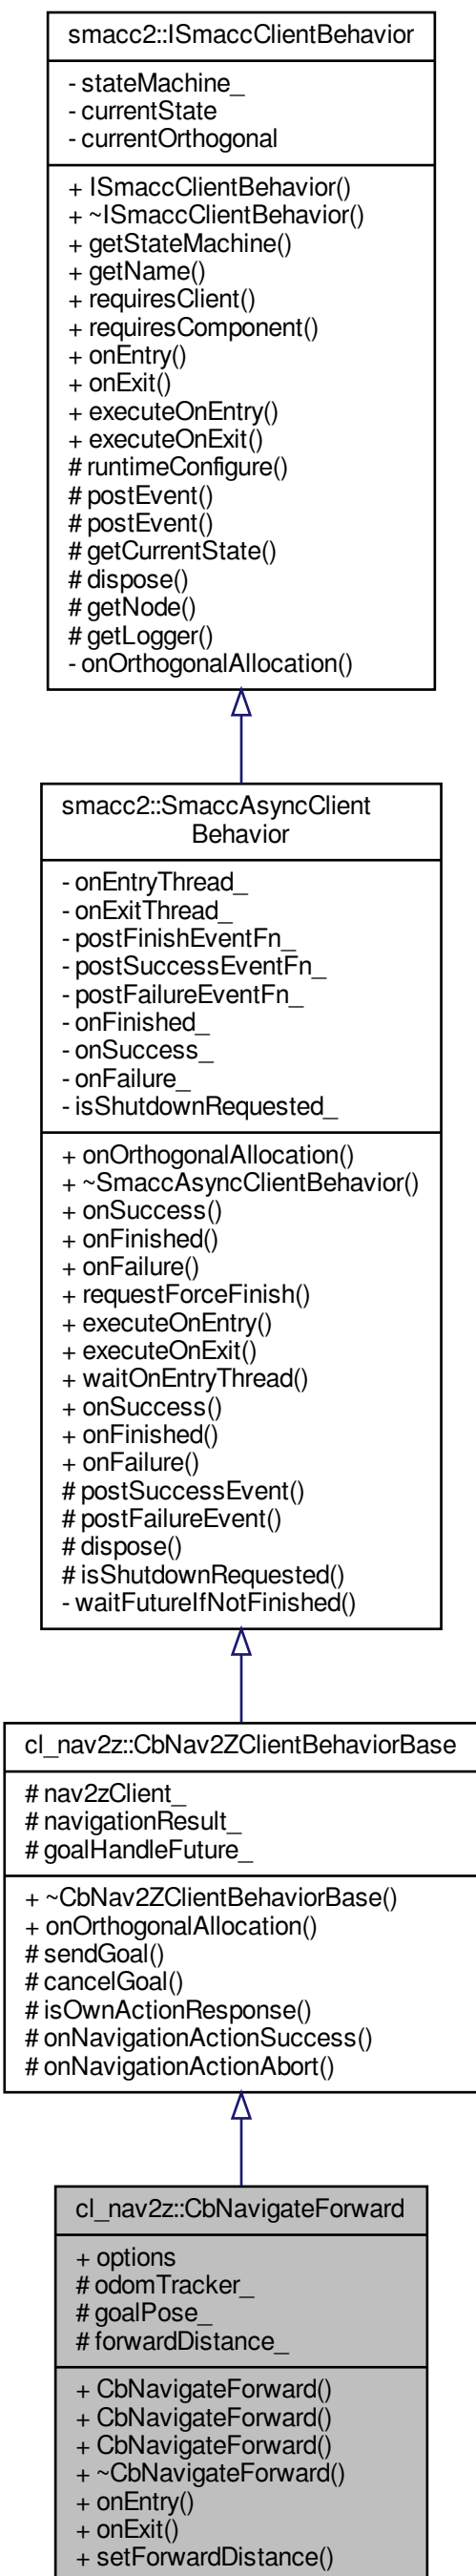 smacc2::ISmaccClientBehavior
- stateMachine_
- currentState
- currentOrthogonal
+ ISmaccClientBehavior()
+ ~ISmaccClientBehavior()
+ getStateMachine()
+ getName()
+ requiresClient()
+ requiresComponent()
+ onEntry()
+ onExit()
+ executeOnEntry()
+ executeOnExit()
# runtimeConfigure()
# postEvent()
# postEvent()
# getCurrentState()
# dispose()
# getNode()
# getLogger()
- onOrthogonalAllocation()
smacc2::SmaccAsyncClient
Behavior
- onEntryThread_
- onExitThread_
- postFinishEventFn_
- postSuccessEventFn_
- postFailureEventFn_
- onFinished_
- onSuccess_
- onFailure_
- isShutdownRequested_
+ onOrthogonalAllocation()
+ ~SmaccAsyncClientBehavior()
+ onSuccess()
+ onFinished()
+ onFailure()
+ requestForceFinish()
+ executeOnEntry()
+ executeOnExit()
+ waitOnEntryThread()
+ onSuccess()
+ onFinished()
+ onFailure()
# postSuccessEvent()
# postFailureEvent()
# dispose()
# isShutdownRequested()
- waitFutureIfNotFinished()
cl_nav2z::CbNav2ZClientBehaviorBase
# nav2zClient_
# navigationResult_
# goalHandleFuture_
+ ~CbNav2ZClientBehaviorBase()
+ onOrthogonalAllocation()
# sendGoal()
# cancelGoal()
# isOwnActionResponse()
# onNavigationActionSuccess()
# onNavigationActionAbort()
cl_nav2z::CbNavigateForward
+ options
# odomTracker_
# goalPose_
# forwardDistance_
+ CbNavigateForward()
+ CbNavigateForward()
+ CbNavigateForward()
+ ~CbNavigateForward()
+ onEntry()
+ onExit()
+ setForwardDistance()